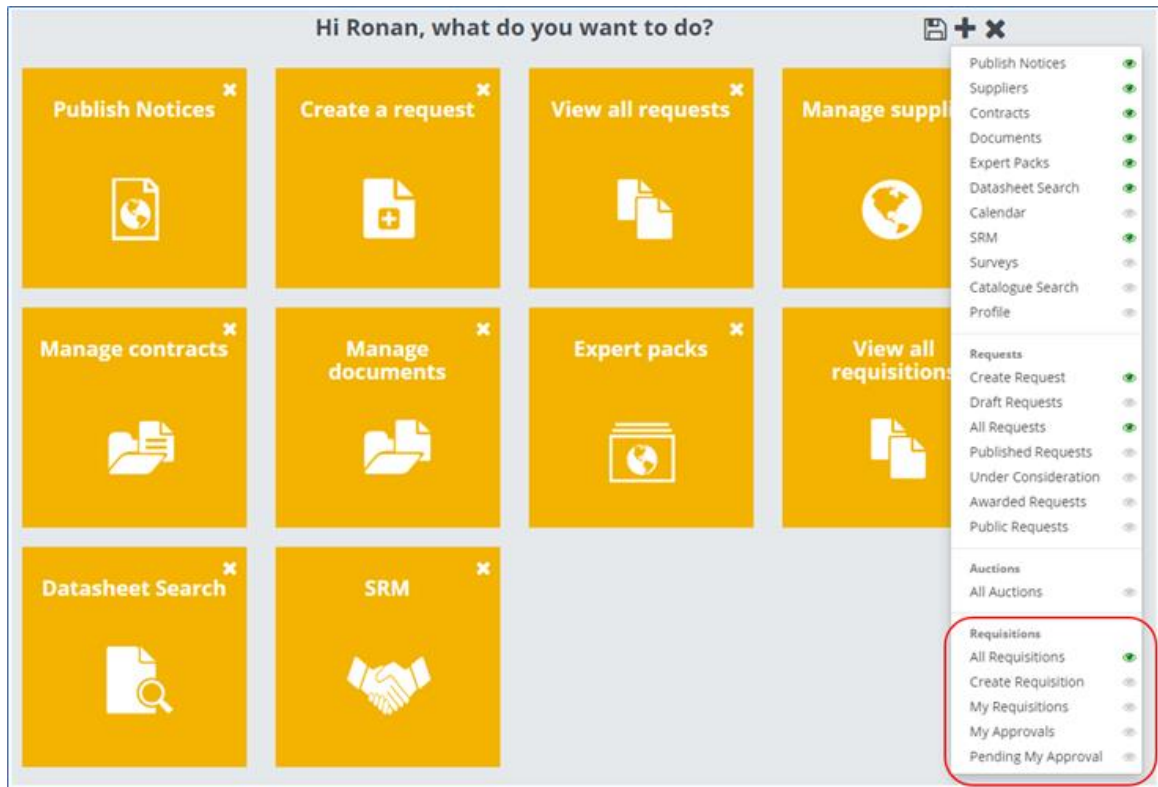 Hi Ronan, what do you want to do?
Publish Notices
Create a request
View all requests
Manage suppli
Manage contracts
Manage
documents
Expert packs
View all
requisitions
Datasheet Search
SRM
Publish Notices
Suppliers
Contracts
Documents
Expert Packs
Datasheet Search
Calendar
SRM
Surveys
Catalogue Search
Profile
Requests
Create Request
Draft Requests
All Requests
Published Requests
Under Consideration
Awarded Requests
Public Requests
Auctions
All Auctions
Requisitions
All Requisitions
Create Requisition
My Requisitions
My Approvals
Pending My Approval